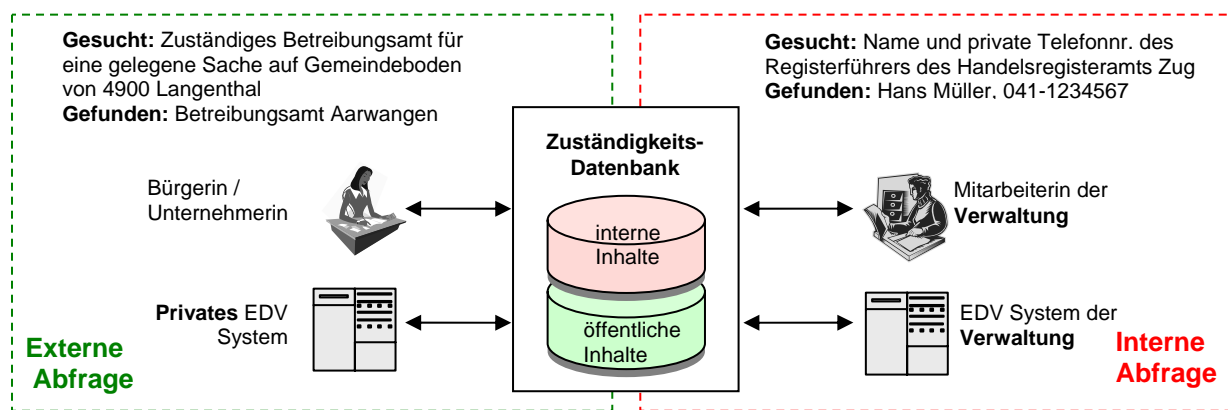 Gesucht: Zuständiges Betreibungsamt für
eine gelegene Sache auf Gemeindeboden
von 4900 Langenthal
Gefunden: Betreibungsamt Aarwangen
Gesucht: Name und private Telefonnr. des
Registerführers des Handelsregisteramts Zug
Gefunden: Hans Müller, 041-1234567
Zuständigkeits-
Datenbank
interne
Inhalte
öffentliche
Inhalte
Bürgerin /
Unternehmerin
Privates EDV
System
Externe
Abfrage
Mitarbeiterin der
Verwaltung
EDV System der
Verwaltung
Interne
Abfrage